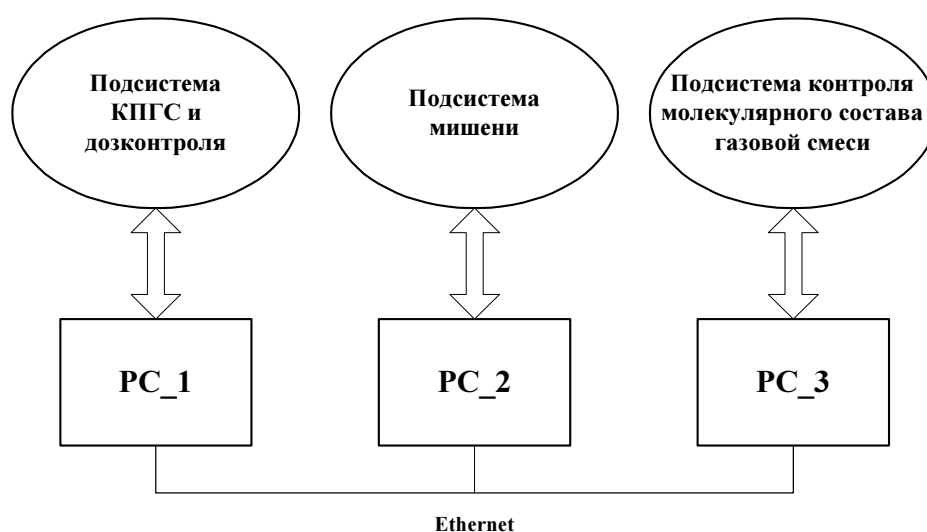 Подсистема
КПГС и
дозконтроля
Подсистема
мишени
Подсистема контроля
молекулярного состава
газовой смеси
PC_1
PC_2
PC_3
Ethernet